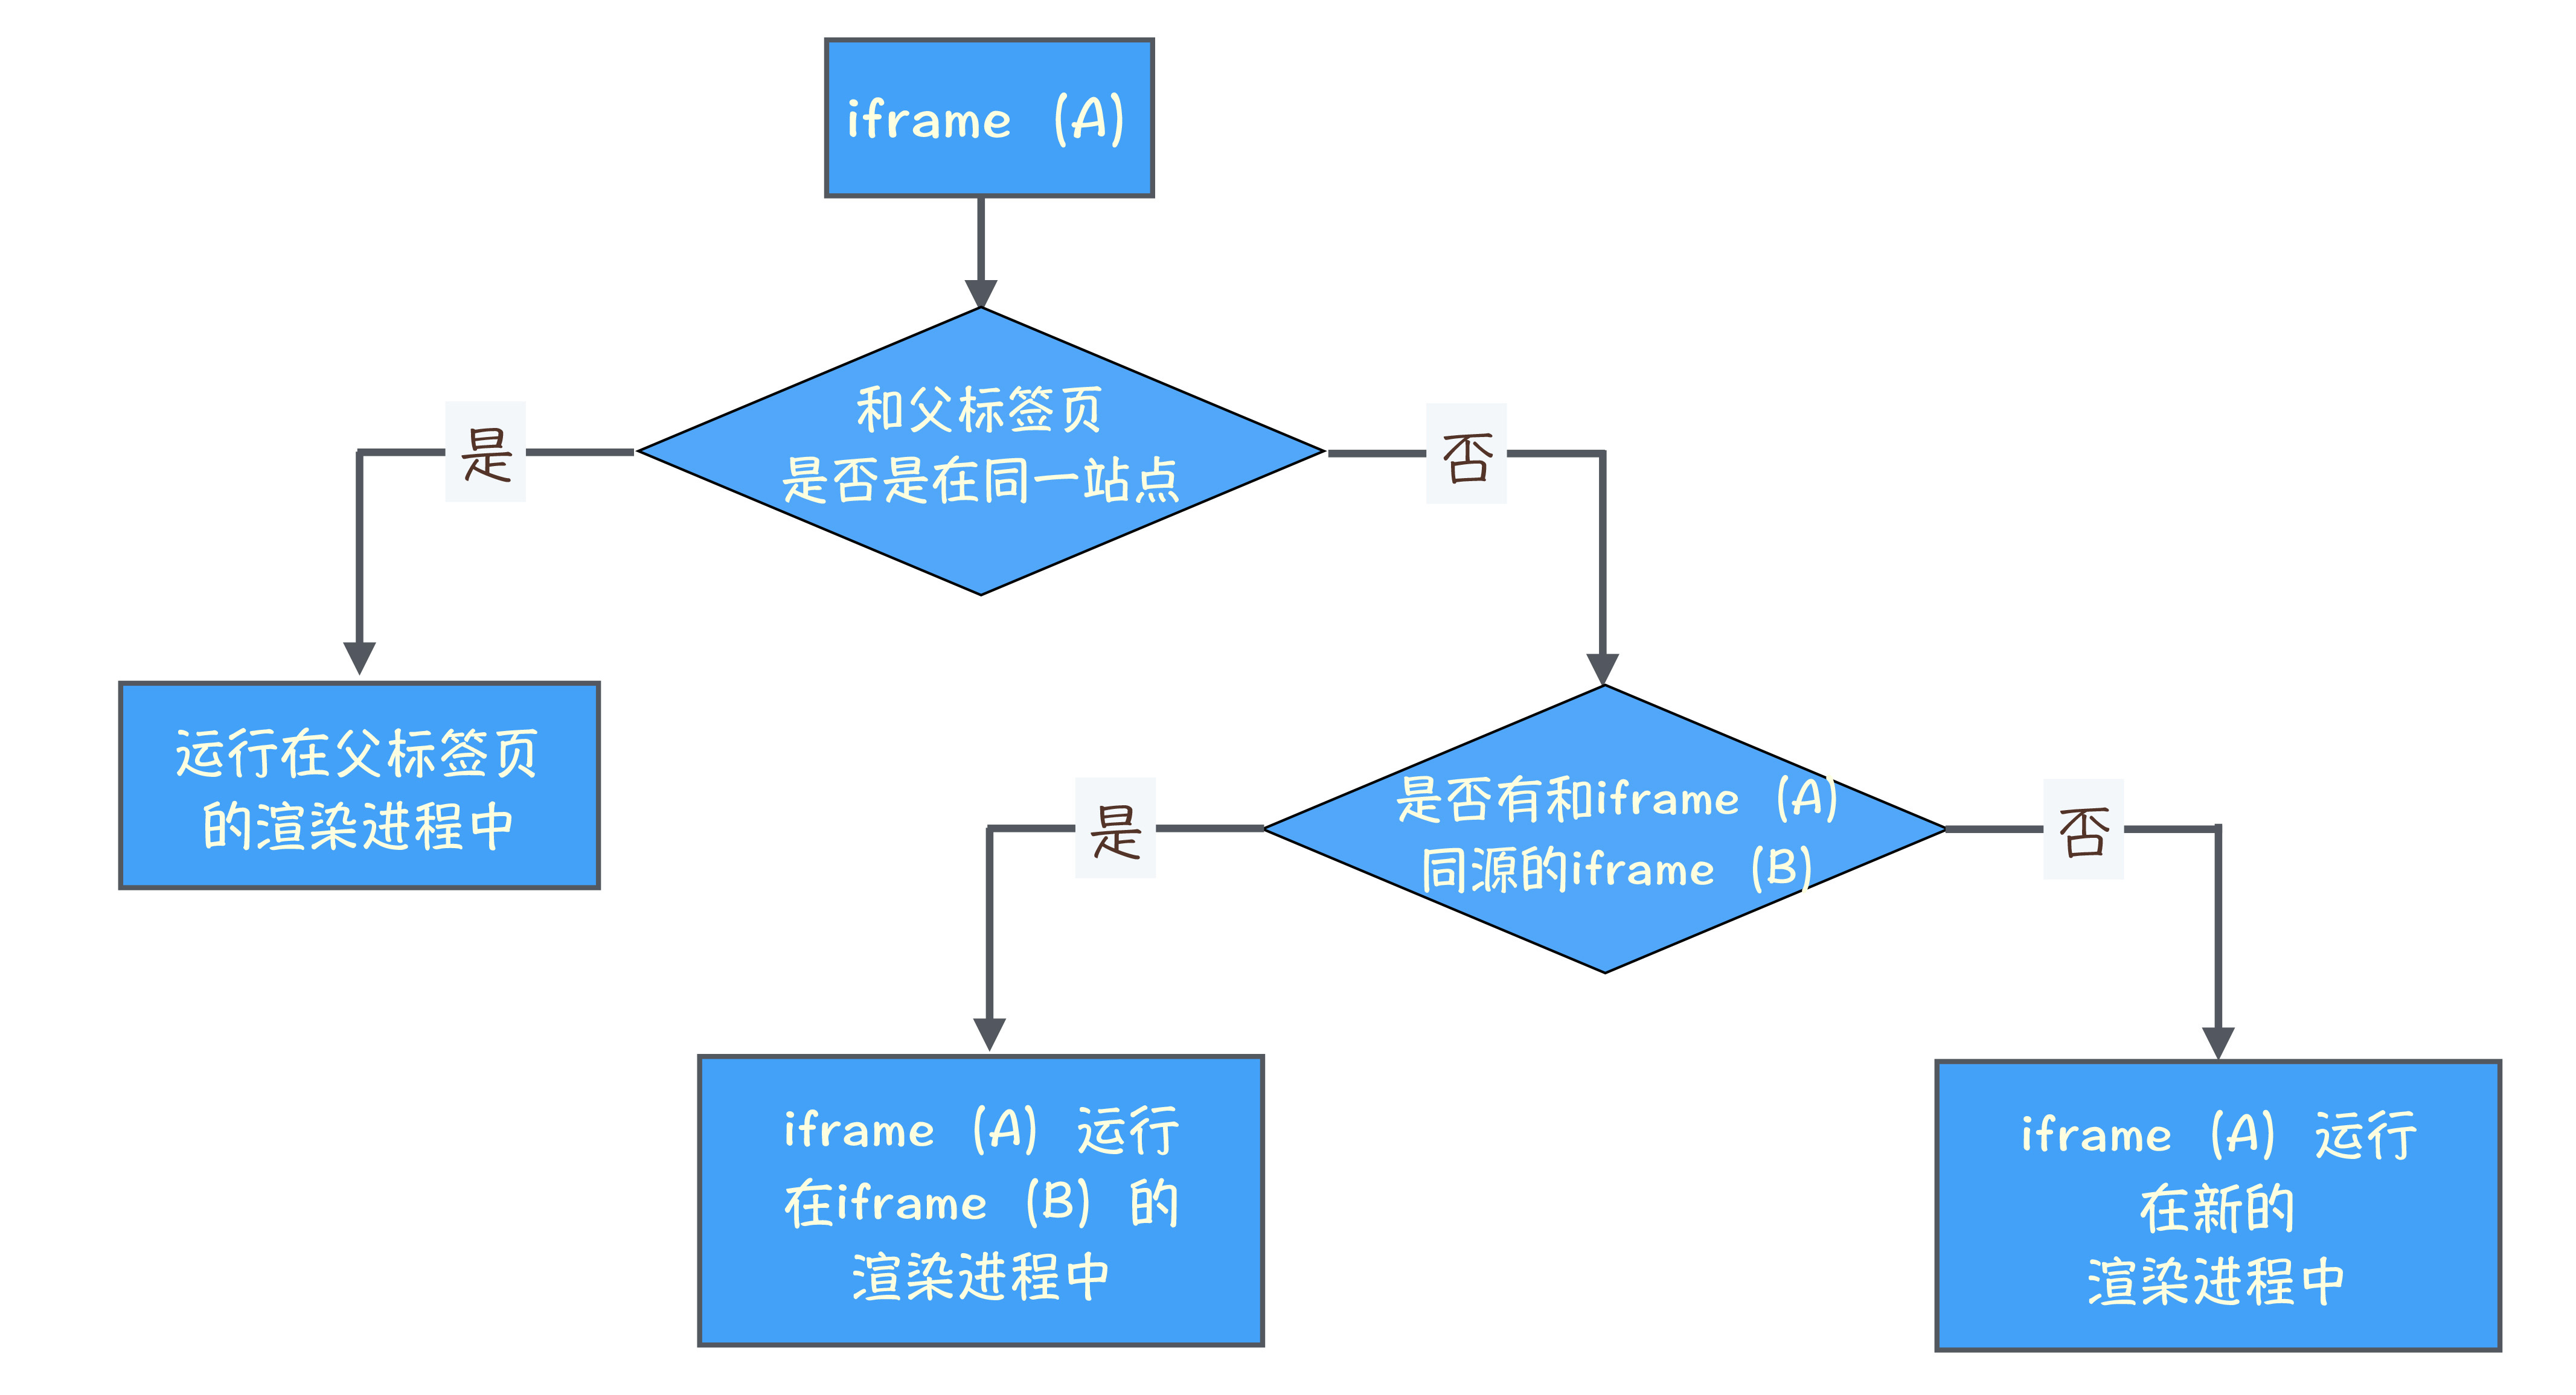 iframe (A)
和父标签页
是否是在同一站点
是
否
运行在父标签页
的渲染进程中
是否有和iframe (A)
同源的iframe (B)
是
否
iframe (A) 运行
在iframe (B) 的
渲染进程中
iframe (A) 运行
在新的
渲染进程中